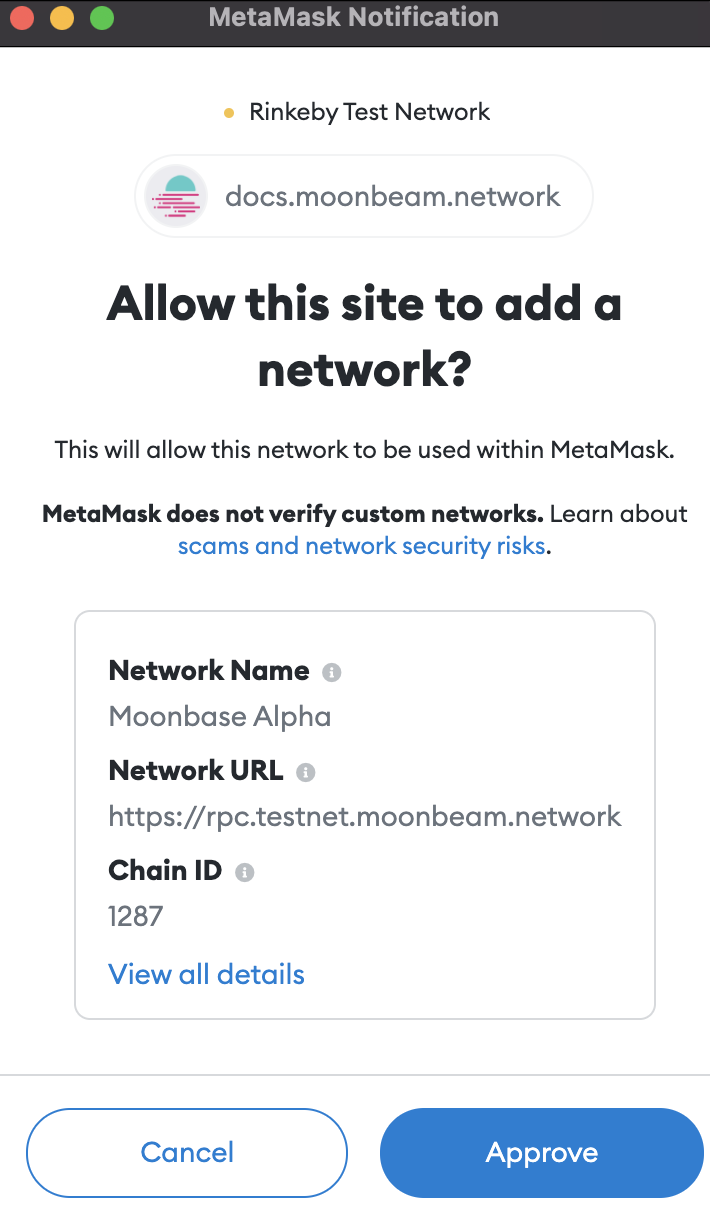 MetaMask Notification
Rinkeby Test Network
docs.moonbeam.network
Allow this site to add a
network?
This will allow this network to be used within MetaMask.
MetaMask does not verify custom networks. Learn about
scams and network security risks.
Network Name
Moonbase Alpha
Network URL
https://rpc.testnet.moonbeam.network
Chain ID
1287
View all details
Cancel
Approve